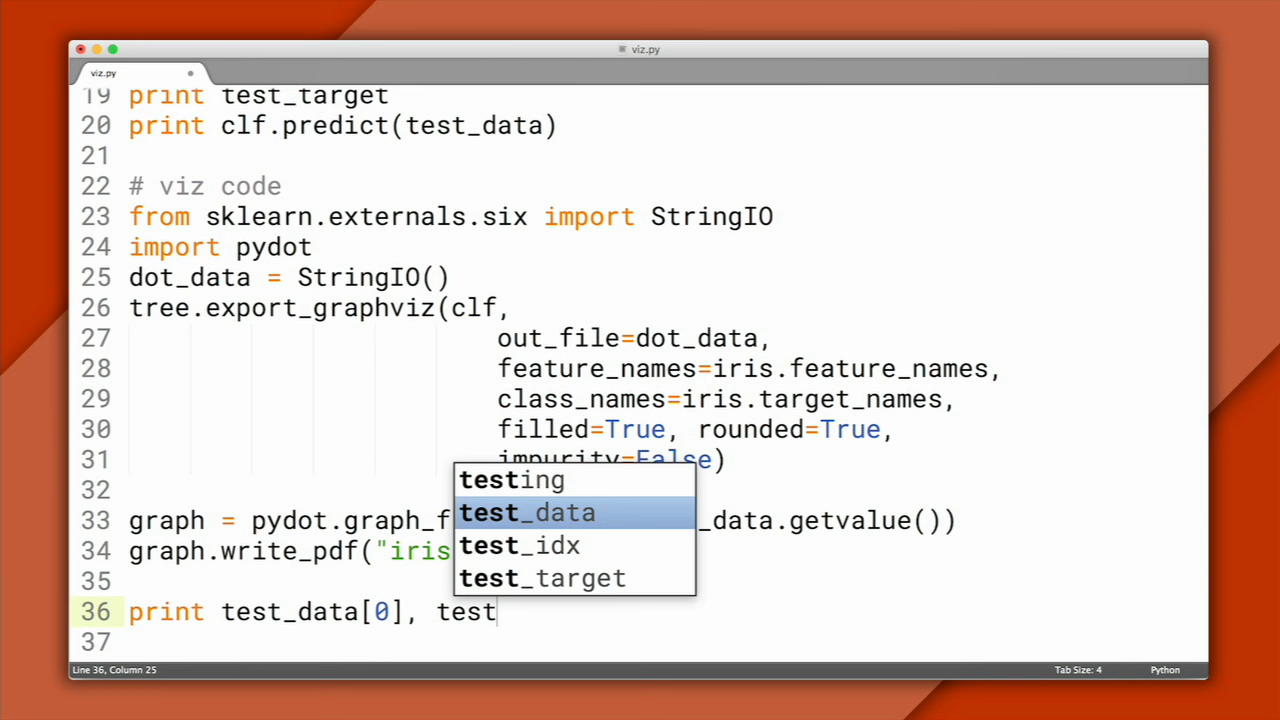 viz.py
viz.py
19 print test_target
20 print clf.predict(test_data)
21
22 # viz code
23 from sklearn.externals.six import StringIO
24 import pydot
25 dot_data = StringIO()
26 tree.export_graphviz(clf,
27 out_file=dot_data,
28 feature_names=iris.feature_names,
29 class_names=iris.target_names,
30 filled=True, rounded=True,
31 impurity=False)
32
testing
test_data
test_idx
test_target
33 graph = pydot.graph_f _data.getvalue())
34 graph.write_pdf("iris
35
36 print test_data[0], test
37
Line 36, Column 25 Tab Size: 4 Python